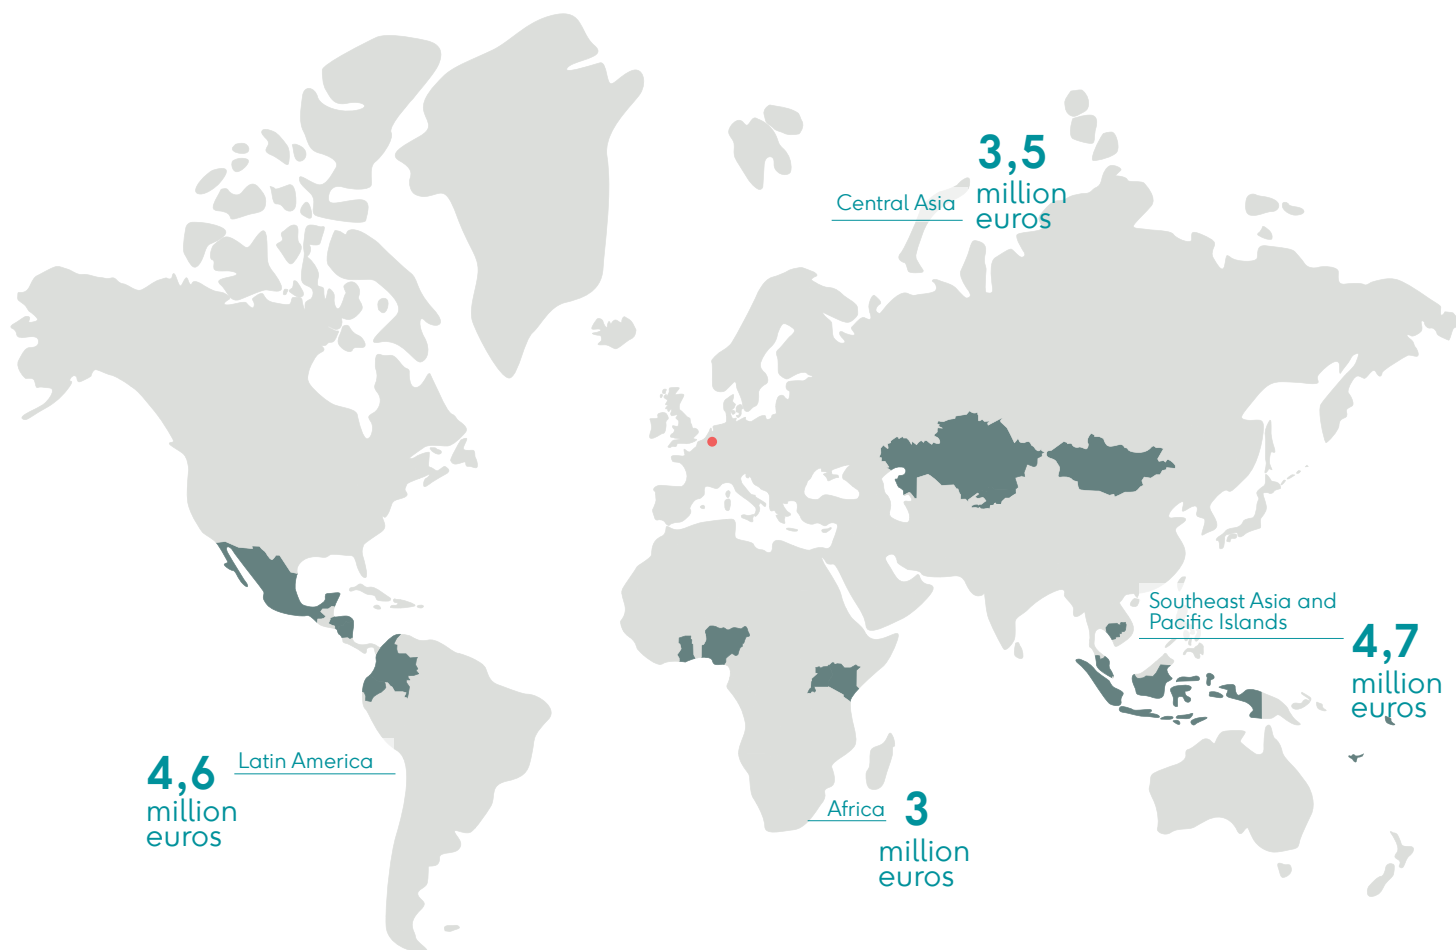 3,5
million
euros
Central Asia
Southeast Asia and
Pacific Islands
4,7
million
euros
Latin America
4,6
million
euros
Africa
3
million
euros